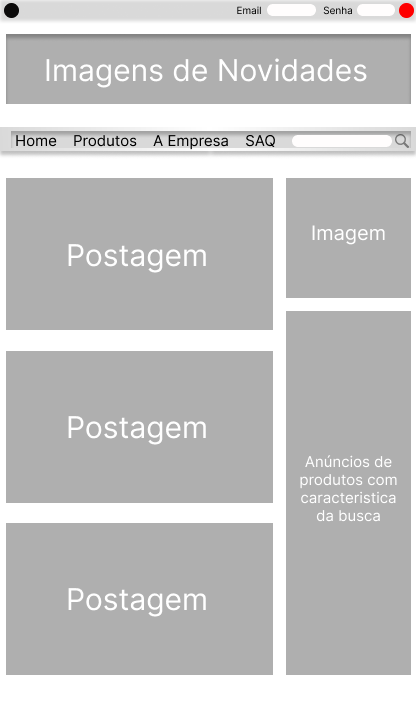 Email Senha
Imagens de Novidades
Home Produtos A Empresa SAQ
Postagem
Imagem
Postagem
Anúncios de
produtos com
caracteristica
da busca
Postagem